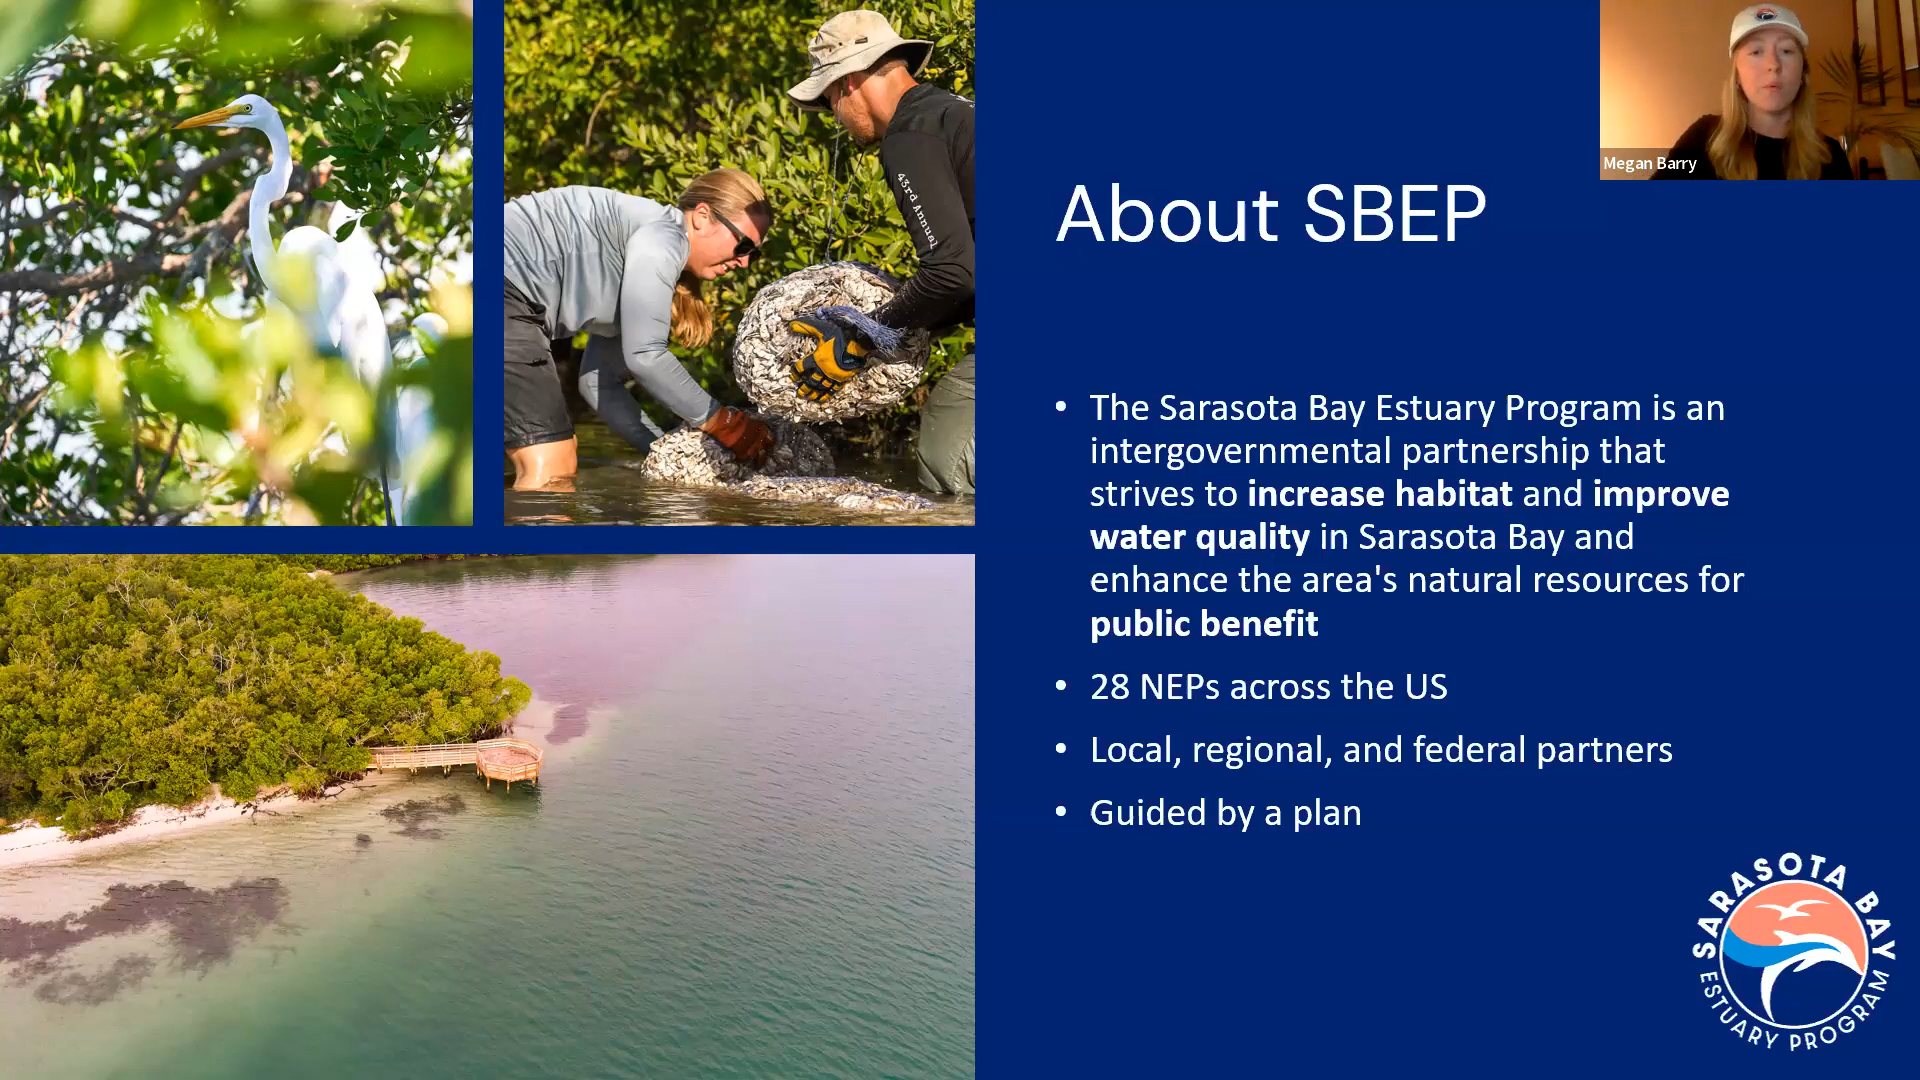 Megan Barry
43rd Annual
About SBEP
• The Sarasota Bay Estuary Program is an
intergovernmental partnership that
strives to increase habitat and improve
water quality in Sarasota Bay and
enhance the area's natural resources for
public benefit
• 28 NEPs across the US
• Local, regional, and federal partners
• Guided by a plan
SARASOTA BAY
ESTUARY PROGRAM